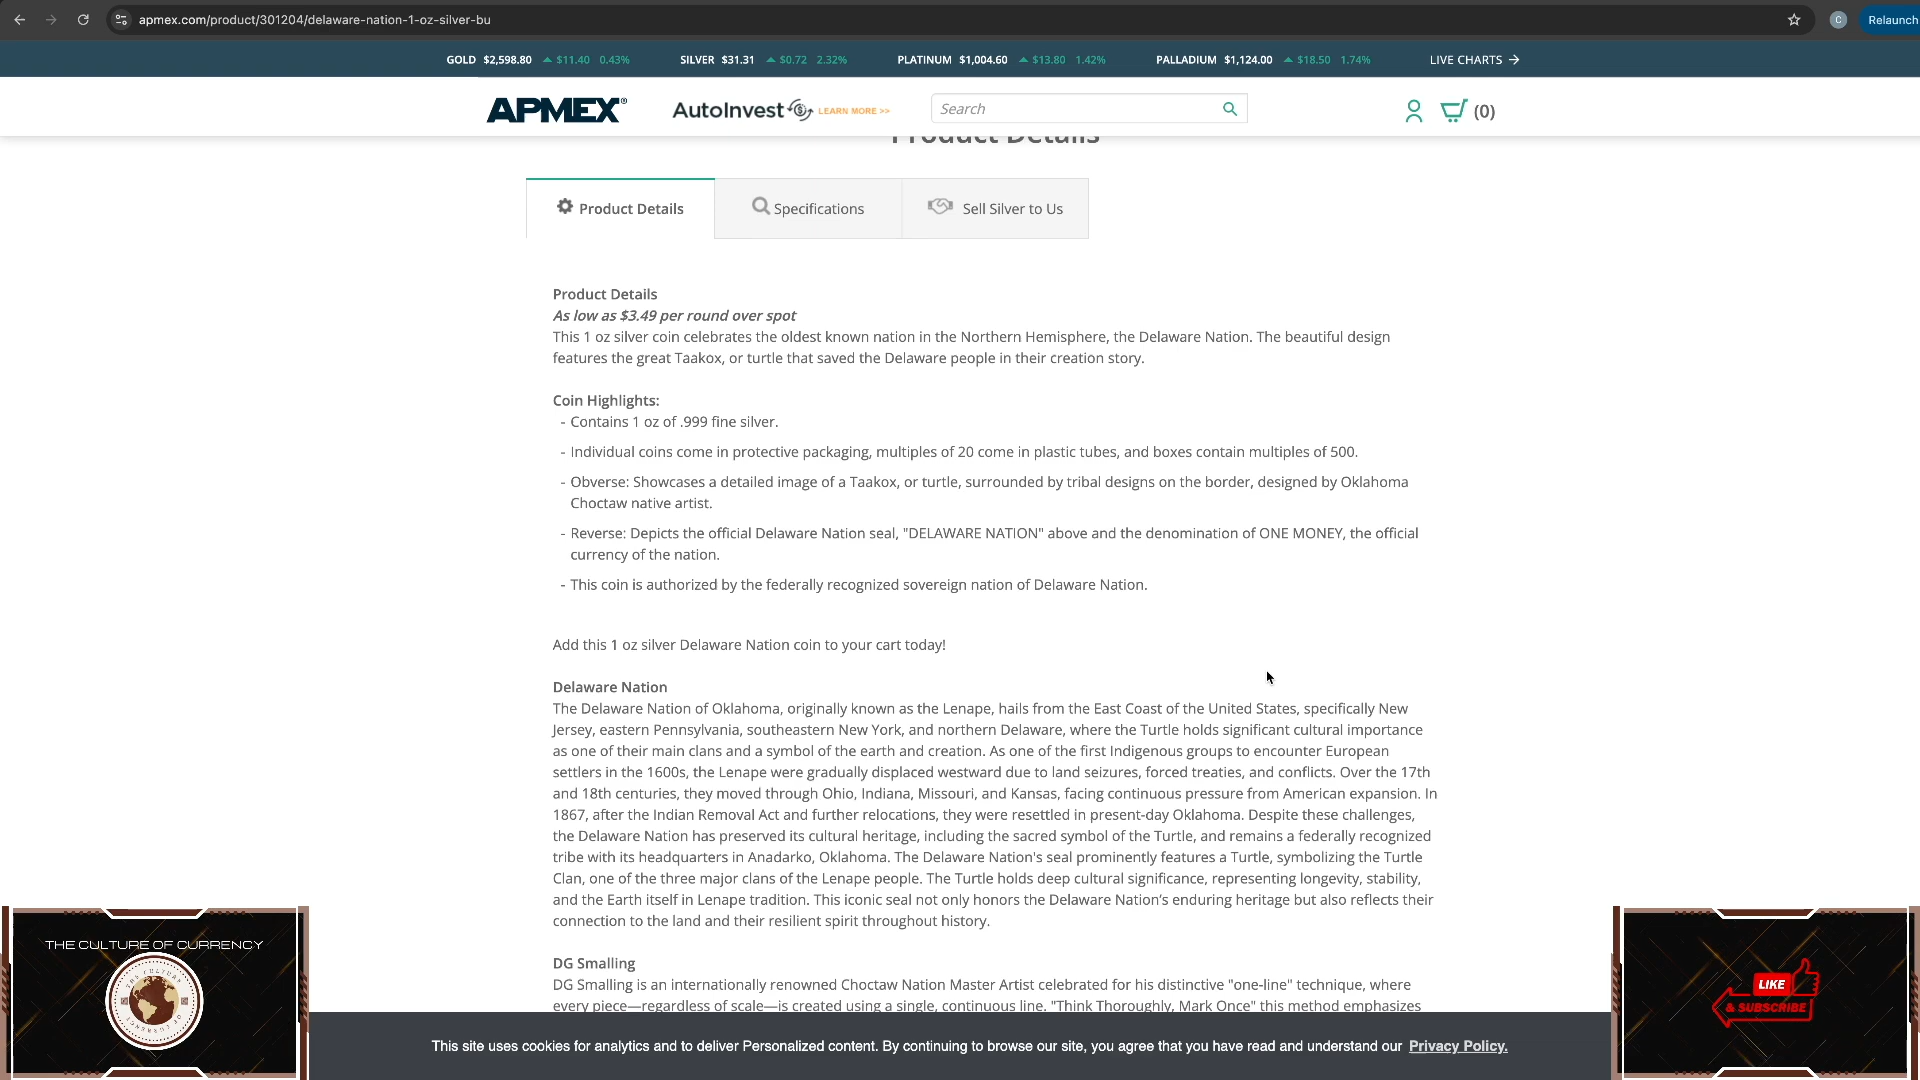 apmex.com/product/301204/delaware-nation-1-oz-silver-bu
C
Relaunch
GOLD $2,598.80 $11.40 0.43% SILVER $31.31 $0.72 2.32% PLATINUM $1,004.60 $13.80 1.42% PALLADIUM $1,124.00 $18.50 1.74% LIVE CHARTS →
APMEX® AutoInvest LEARN MORE >> Search (0)
Product Details
Product Details Specifications Sell Silver to Us
Product Details
As low as $3.49 per round over spot
This 1 oz silver coin celebrates the oldest known nation in the Northern Hemisphere, the Delaware Nation. The beautiful design
features the great Taakox, or turtle that saved the Delaware people in their creation story.
Coin Highlights:
- Contains 1 oz of .999 fine silver.
- Individual coins come in protective packaging, multiples of 20 come in plastic tubes, and boxes contain multiples of 500.
- Obverse: Showcases a detailed image of a Taakox, or turtle, surrounded by tribal designs on the border, designed by Oklahoma
Choctaw native artist.
- Reverse: Depicts the official Delaware Nation seal, "DELAWARE NATION" above and the denomination of ONE MONEY, the official
currency of the nation.
- This coin is authorized by the federally recognized sovereign nation of Delaware Nation.
Add this 1 oz silver Delaware Nation coin to your cart today!
Delaware Nation
The Delaware Nation of Oklahoma, originally known as the Lenape, hails from the East Coast of the United States, specifically New
Jersey, eastern Pennsylvania, southeastern New York, and northern Delaware, where the Turtle holds significant cultural importance
as one of their main clans and a symbol of the earth and creation. As one of the first Indigenous groups to encounter European
settlers in the 1600s, the Lenape were gradually displaced westward due to land seizures, forced treaties, and conflicts. Over the 17th
and 18th centuries, they moved through Ohio, Indiana, Missouri, and Kansas, facing continuous pressure from American expansion. In
1867, after the Indian Removal Act and further relocations, they were resettled in present-day Oklahoma. Despite these challenges,
the Delaware Nation has preserved its cultural heritage, including the sacred symbol of the Turtle, and remains a federally recognized
tribe with its headquarters in Anadarko, Oklahoma. The Delaware Nation's seal prominently features a Turtle, symbolizing the Turtle
Clan, one of the three major clans of the Lenape people. The Turtle holds deep cultural significance, representing longevity, stability,
and the Earth itself in Lenape tradition. This iconic seal not only honors the Delaware Nation's enduring heritage but also reflects their
connection to the land and their resilient spirit throughout history.
DG Smalling
DG Smalling is an internationally renowned Choctaw Nation Master Artist celebrated for his distinctive "one-line" technique, where
every piece—regardless of scale—is created using a single, continuous line. "Think Thoroughly, Mark Once" this method emphasizes
This site uses cookies for analytics and to deliver Personalized content. By continuing to browse our site, you agree that you have read and understand our Privacy Policy.
THE CULTURE OF CURRENCY
LIKE
& SUBSCRIBE